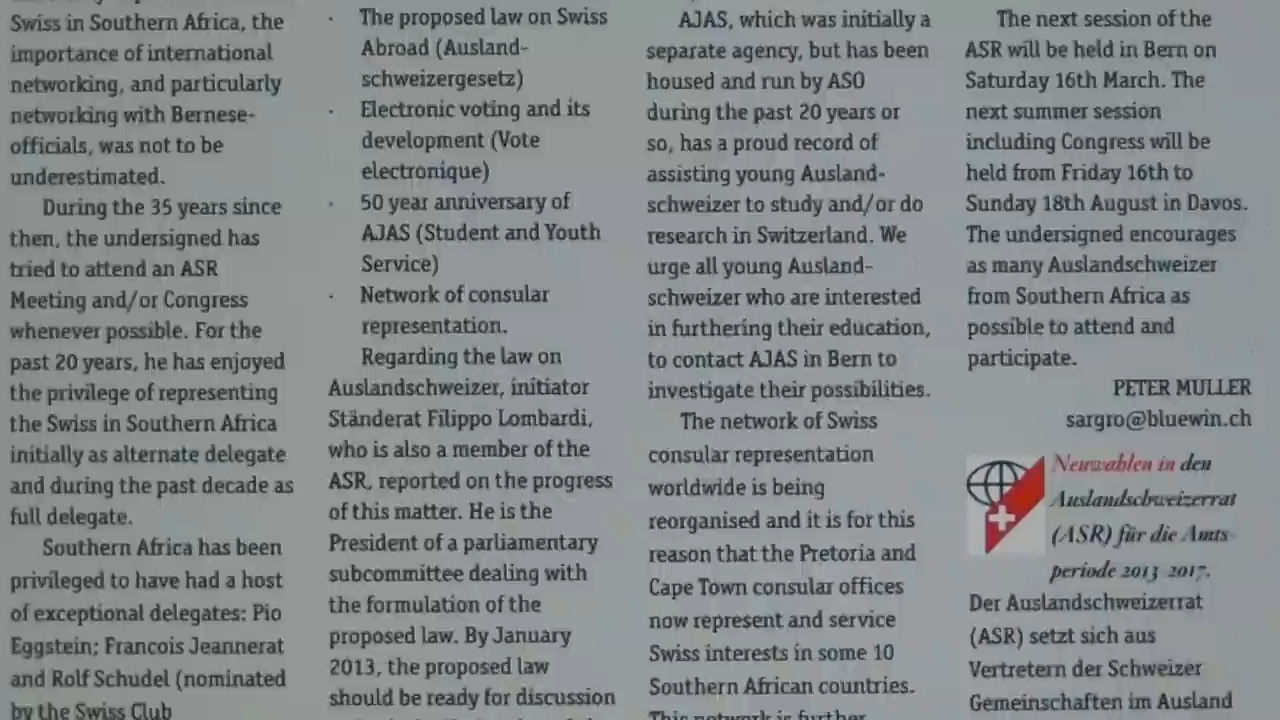 Swiss in Southern Africa, the
importance of international
networking, and particularly
networking with Bernese-
officials, was not to be
underestimated.
During the 35 years since
then, the undersigned has
tried to attend an ASR
Meeting and/or Congress
whenever possible. For the
past 20 years, he has enjoyed
the privilege of representing
the Swiss in Southern Africa
initially as alternate delegate
and during the past decade as
full delegate.
Southern Africa has been
privileged to have had a host
of exceptional delegates: Pio
Eggstein; Francois Jeannerat
and Rolf Schudel (nominated
by the Swiss Club
· The proposed law on Swiss
Abroad (Ausland-
schweizergesetz)
· Electronic voting and its
development (Vote
electronique)
· 50 year anniversary of
AJAS (Student and Youth
Service)
· Network of consular
representation.
Regarding the law on
Auslandschweizer, initiator
Ständerat Filippo Lombardi,
who is also a member of the
ASR, reported on the progress
of this matter. He is the
President of a parliamentary
subcommittee dealing with
the formulation of the
proposed law. By January
2013, the proposed law
should be ready for discussion
AJAS, which was initially a
separate agency, but has been
housed and run by ASO
during the past 20 years or
so, has a proud record of
assisting young Ausland-
schweizer to study and/or do
research in Switzerland. We
urge all young Ausland-
schweizer who are interested
in furthering their education,
to contact AJAS in Bern to
investigate their possibilities.
The network of Swiss
consular representation
worldwide is being
reorganised and it is for this
reason that the Pretoria and
Cape Town consular offices
now represent and service
Swiss interests in some 10
Southern African countries.
This network is further
The next session of the
ASR will be held in Bern on
Saturday 16th March. The
next summer session
including Congress will be
held from Friday 16th to
Sunday 18th August in Davos.
The undersigned encourages
as many Auslandschweizer
from Southern Africa as
possible to attend and
participate.
PETER MULLER
sargro@bluewin.ch
Neuwahlen in den
Auslandschweizerrat
(ASR) für die Amts-
periode 2013-2017.
Der Auslandschweizerrat
(ASR) setzt sich aus
Vertretern der Schweizer
Gemeinschaften im Ausland